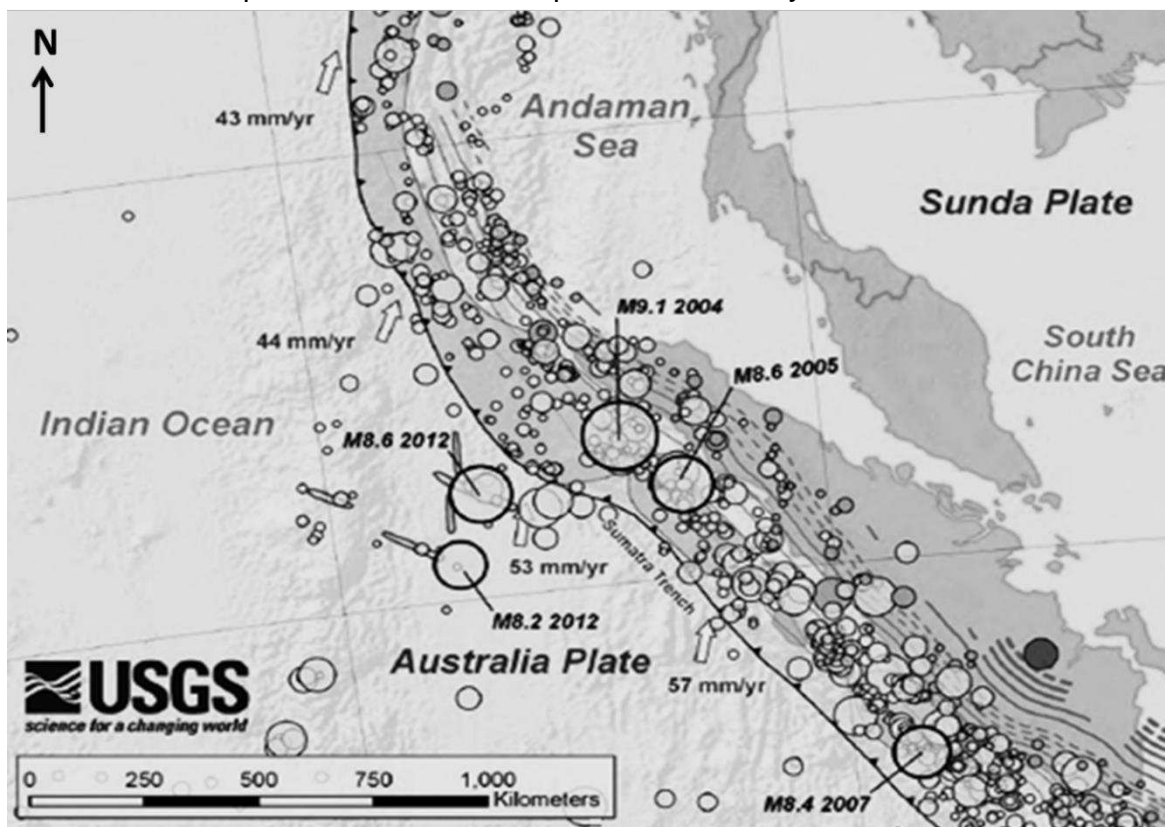 N
43 mm/yr
Andaman
Sea
Sunda Plate
M9.1 2004
44 mm/yr
South
China Sea
M8.6 2005
Indian Ocean
M8.6 2012
Sumatra Trench
53 mm/yr
M8.2 2012
Australia Plate
57 mm/yr
USGS
science for a changing world
0 250 500 750 1.000
Kilometers
M8.4 2007